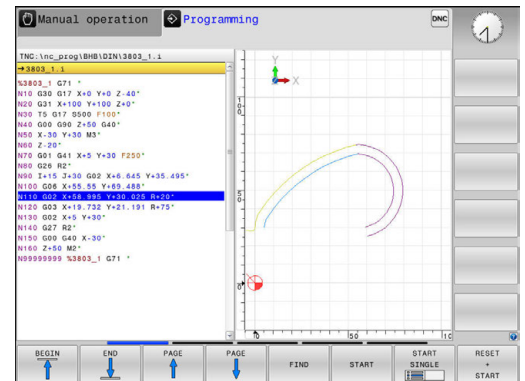 Manual operation
Programming
DNC
TNC:\nc_prog\BHB\DIN\3803_1.i
→3803_1.i
%3803_1 G71 *
N10 G30 G17 X+0 Y+0 Z-40*
N20 G31 X+100 Y+100 Z+0*
N30 T5 G17 S500 F100*
N40 G00 G90 Z+50 G40*
N50 X-30 Y+30 M3*
N60 Z-20*
N70 G01 G41 X+5 Y+30 F250*
N80 G26 R2*
N90 I+15 J+30 G02 X+6.645 Y+35.495*
N100 G06 X+55.55 Y+69.488*
N110 G02 X+58.995 Y+30.025 R+20*
N120 G03 X+19.732 Y+21.191 R+75*
N130 G02 X+5 Y+30*
N140 G27 R2*
N150 G00 G40 X-30*
N160 Z+50 M2*
N99999999 %3803_1 G71 *
Y
X
100
50
0
0
50
BEGIN
END
PAGE
PAGE
FIND
START
START
SINGLE
RESET
+
START